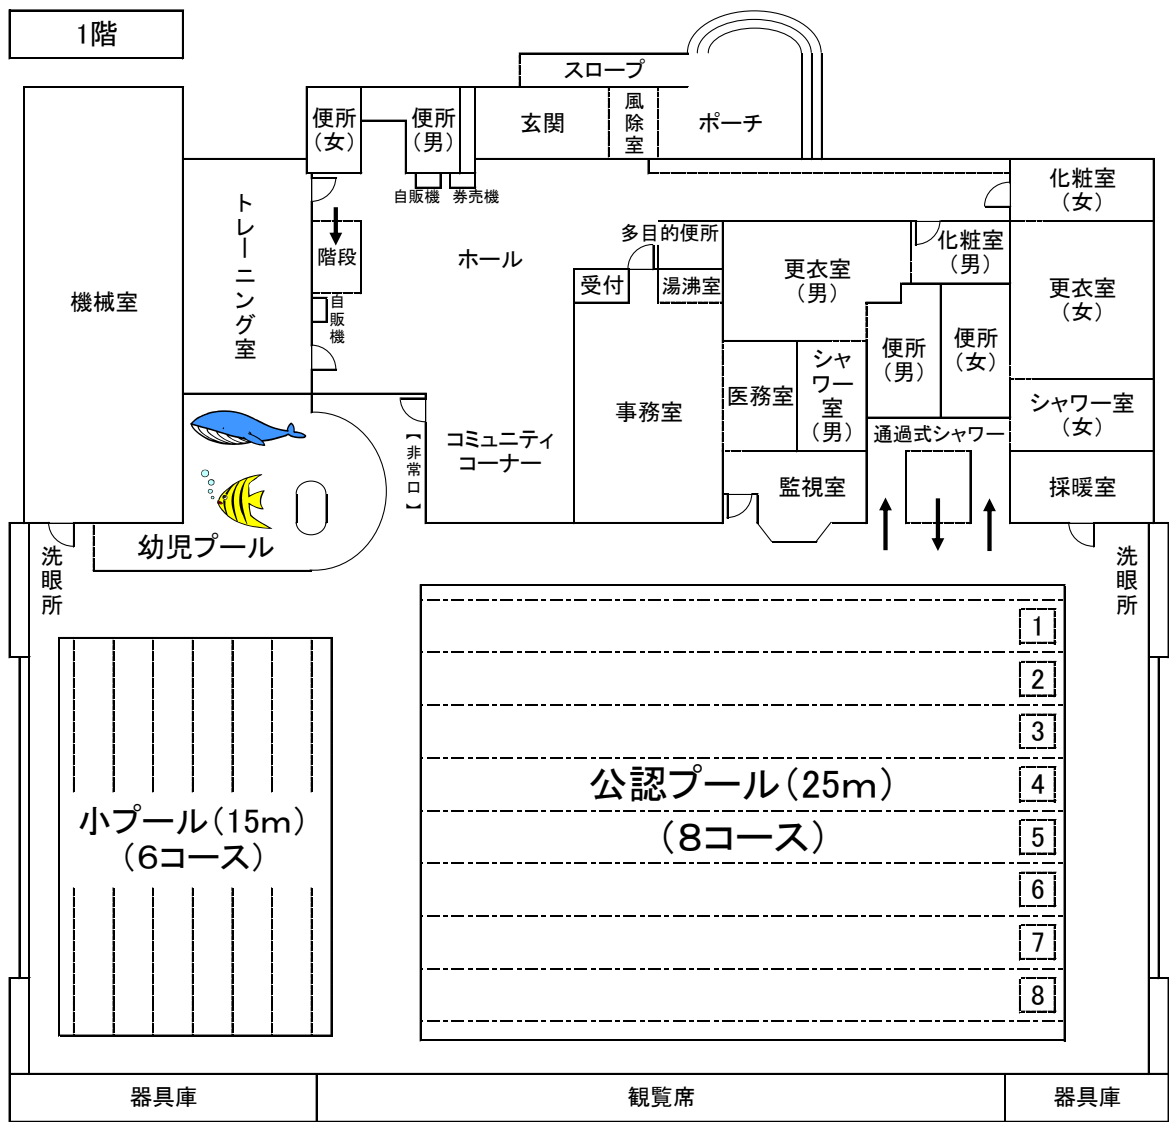 1階
スロープ
便所
(女)
便所
(男)
玄関
風除室
ポーチ
自販機
券売機
化粧室
(女)
トレーニング室
階段
ホール
多目的便所
化粧室
(男)
更衣室
(男)
機械室
受付
湯沸室
更衣室
(女)
自販機
便所
(男)
便所
(女)
医務室
シャワー室
(男)
事務室
シャワー室
(女)
通過式シャワー
【非常口】
コミュニティ
コーナー
監視室
採暖室
幼児プール
洗眼所
洗眼所
1
2
3
4
5
6
7
8
公認プール(25m)
(8コース)
小プール(15m)
(6コース)
器具庫
観覧席
器具庫